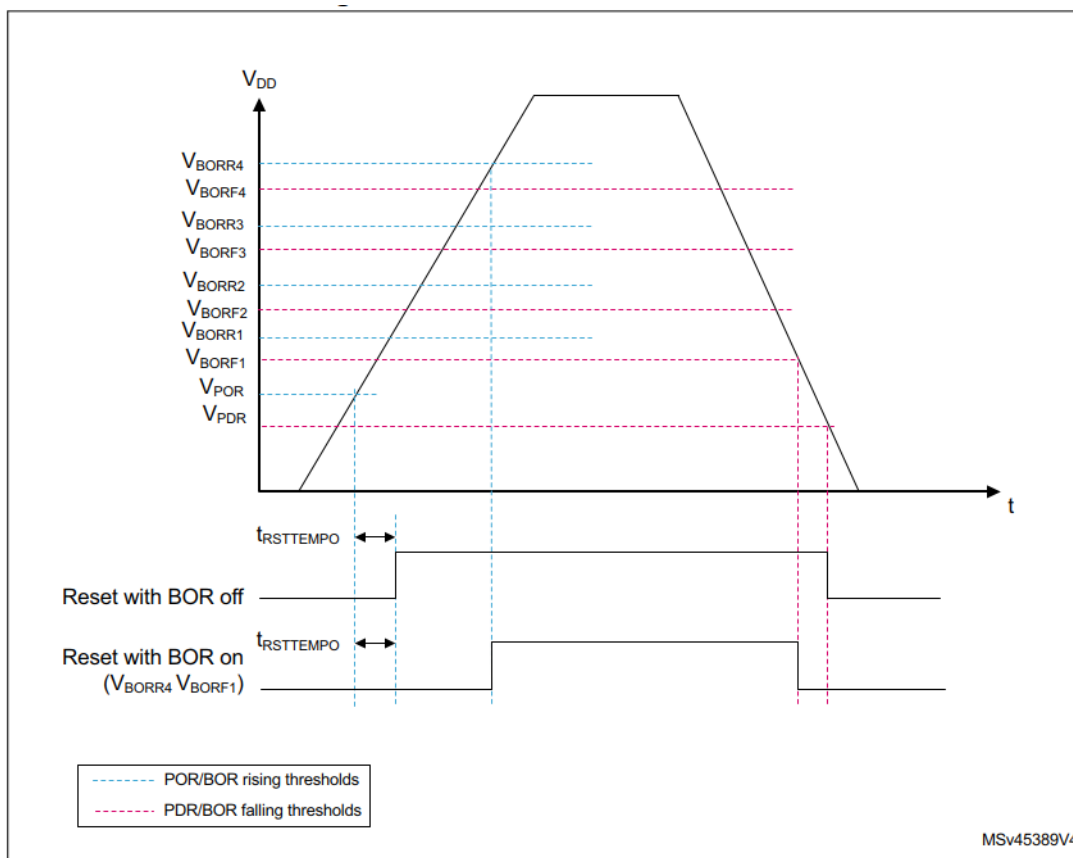 VDD
VBORR4
VBORF4
VBORR3
VBORF3
VBORR2
VBORF2
VBORR1
VBORF1
VPOR
VPDR
t
tRSTTEMPO
Reset with BOR off
tRSTTEMPO
Reset with BOR on
(VBORR4 VBORF1)
POR/BOR rising thresholds
PDR/BOR falling thresholds
MSv45389V4